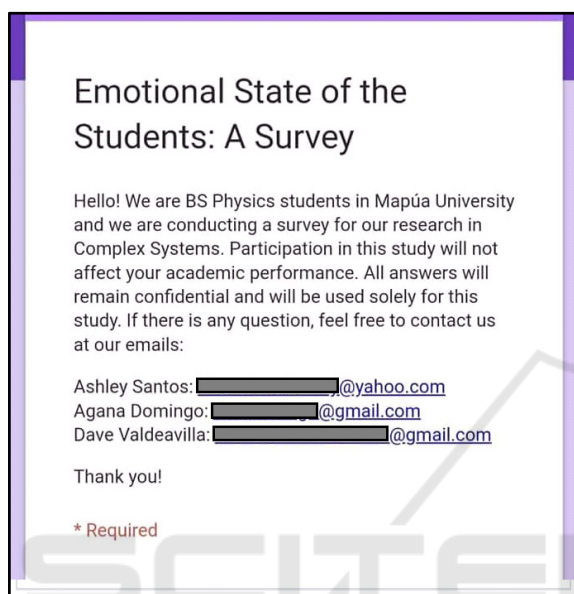 Emotional State of the
Students: A Survey
Hello! We are BS Physics students in Mapúa University
and we are conducting a survey for our research in
Complex Systems. Participation in this study will not
affect your academic performance. All answers will
remain confidential and will be used solely for this
study. If there is any question, feel free to contact us
at our emails:
Ashley Santos: @yahoo.com
Agana Domingo: @gmail.com
Dave Valdeavilla: @gmail.com
Thank you!
* Required